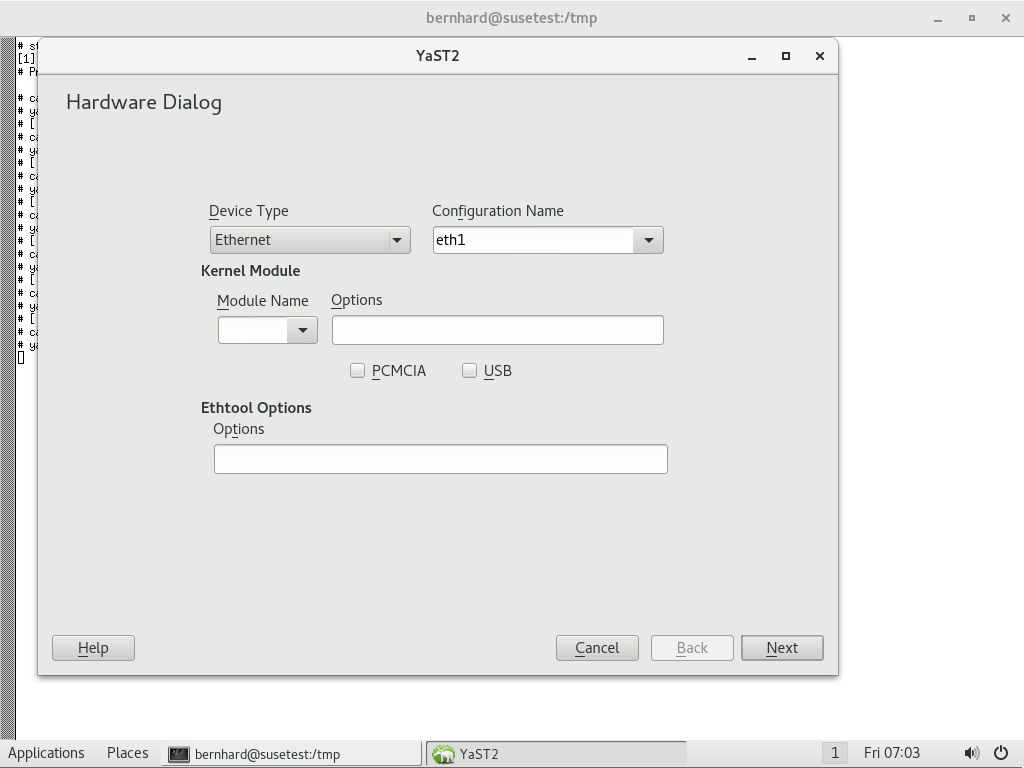 bernhard@susetest:/tmp
YaST2
[1]
Hardware Dialog
Device Type
Configuration Name
Ethernet
eth1
Kernel Module
Module Name
Options
PCMCIA
USB
Ethtool Options
Options
Help
Cancel
Back
Next
Applications
Places
bernhard@susetest:/tmp
YaST2
1
Fri 07:03